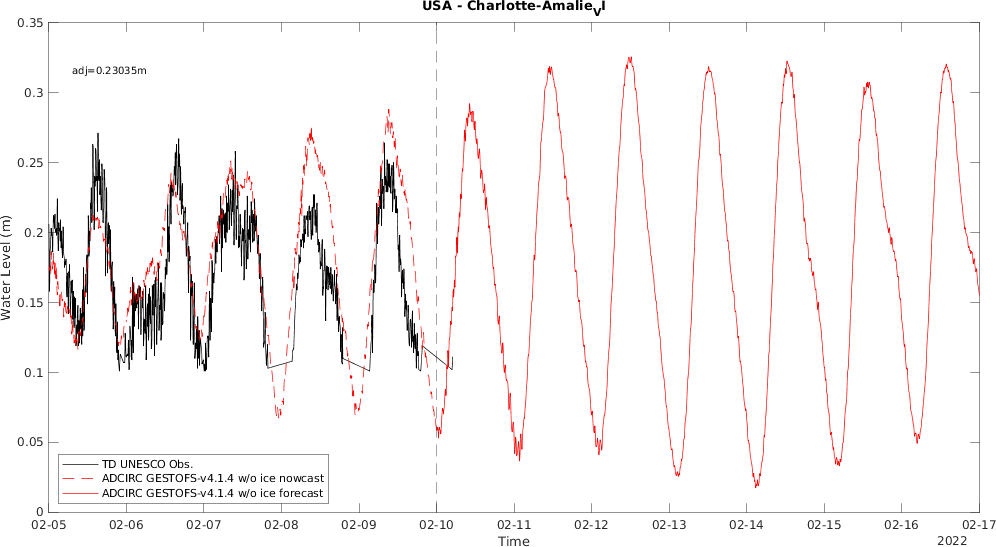 USA - Charlotte-Amalie_VI
adj=0.23035m
0.35
0.3
0.25
0.2
0.15
0.1
0.05
0
Water Level (m)
TD UNESCO Obs.
ADCIRC GESTOFS-v4.1.4 w/o ice nowcast
ADCIRC GESTOFS-v4.1.4 w/o ice forecast
02-05 02-06 02-07 02-08 02-09 02-10 02-11 02-12 02-13 02-14 02-15 02-16 02-17
Time
2022